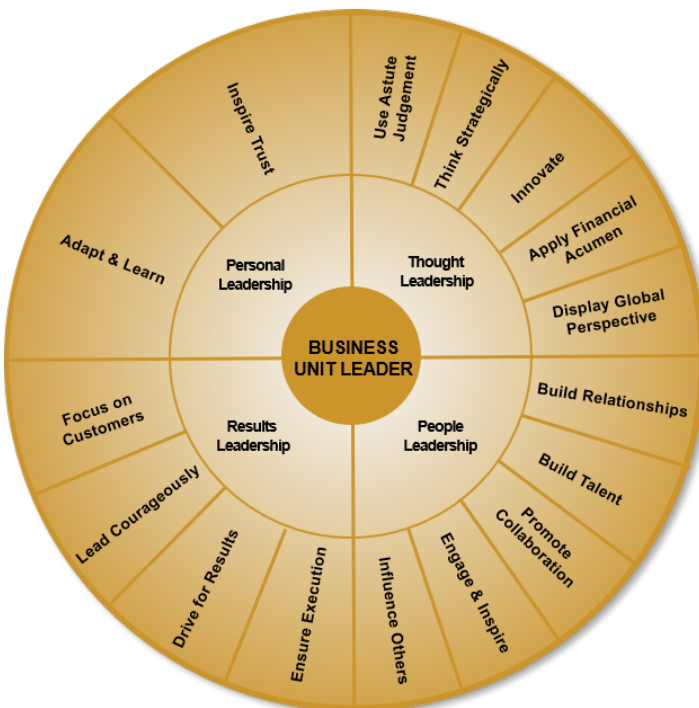 BUSINESS
UNIT LEADER
Personal
Leadership
Thought
Leadership
Results
Leadership
People
Leadership
Inspire Trust
Adapt & Learn
Use Astute
Judgement
Think Strategically
Innovate
Apply Financial
Acumen
Display Global
Perspective
Build Relationships
Build Talent
Promote
Collaboration
Engage & Inspire
Influence Others
Ensure Execution
Drive for Results
Lead Courageously
Focus on
Customers